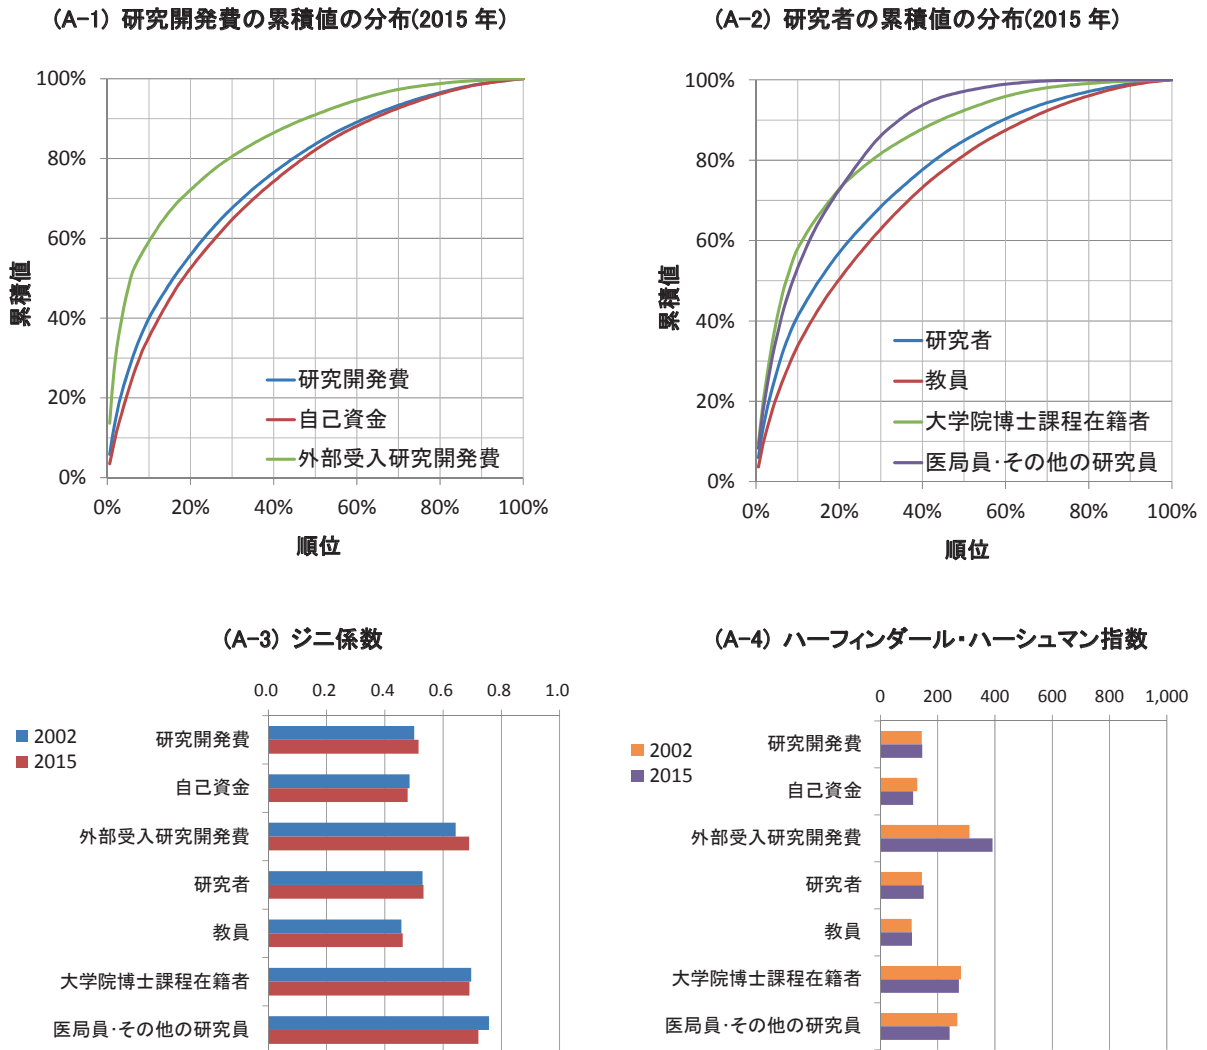 (A-1) 研究開発費の累積値の分布(2015 年)
100%
80%
60%
40%
20%
0%
累積値
研究開発費
自己資金
外部受入研究開発費
0% 20% 40% 60% 80% 100%
順位
(A-2) 研究者の累積値の分布(2015 年)
100%
80%
60%
40%
20%
0%
累積値
研究者
教員
大学院博士課程在籍者
医局員･その他の研究員
0% 20% 40% 60% 80% 100%
順位
(A-3) ジニ係数
0.0 0.2 0.4 0.6 0.8 1.0
2002
2015
研究開発費
自己資金
外部受入研究開発費
研究者
教員
大学院博士課程在籍者
医局員･その他の研究員
(A-4) ハーフィンダール・ハーシュマン指数
0 200 400 600 800 1,000
2002
2015
研究開発費
自己資金
外部受入研究開発費
研究者
教員
大学院博士課程在籍者
医局員･その他の研究員